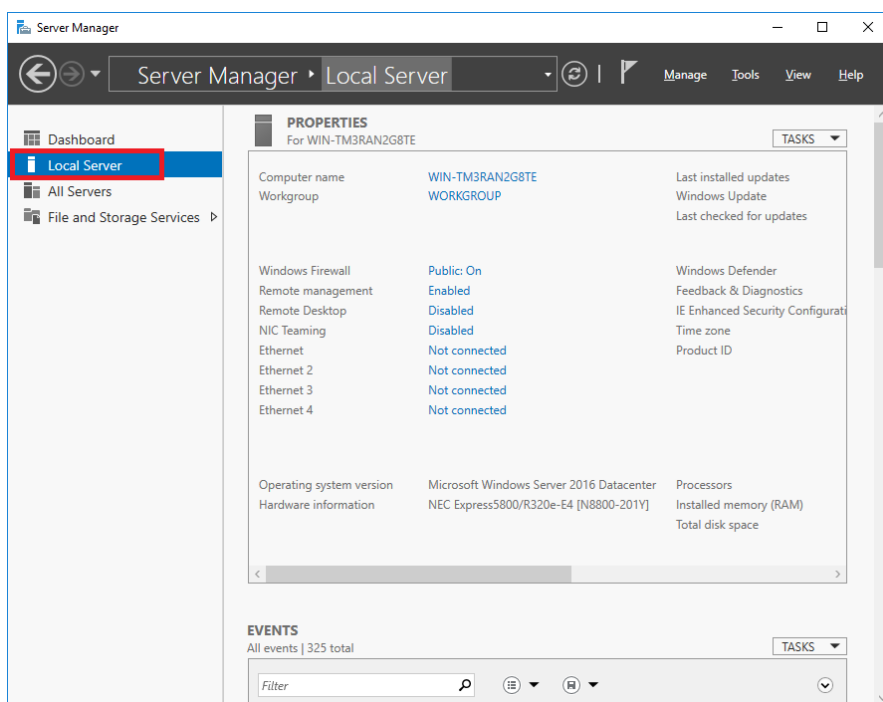 Server Manager
Server Manager ‣ Local Server
Manage Tools View Help
Dashboard
Local Server
All Servers
File and Storage Services
PROPERTIES
For WIN-TM3RAN2G8TE
TASKS
Computer name WIN-TM3RAN2G8TE Last installed updates
Workgroup WORKGROUP Windows Update
Last checked for updates
Windows Firewall Public: On Windows Defender
Remote management Enabled Feedback & Diagnostics
Remote Desktop Disabled IE Enhanced Security Configurati
NIC Teaming Disabled Time zone
Ethernet Not connected Product ID
Ethernet 2 Not connected
Ethernet 3 Not connected
Ethernet 4 Not connected
Operating system version Microsoft Windows Server 2016 Datacenter Processors
Hardware information NEC Express5800/R320e-E4 [N8800-201Y] Installed memory (RAM)
Total disk space
EVENTS
All events | 325 total
TASKS
Filter